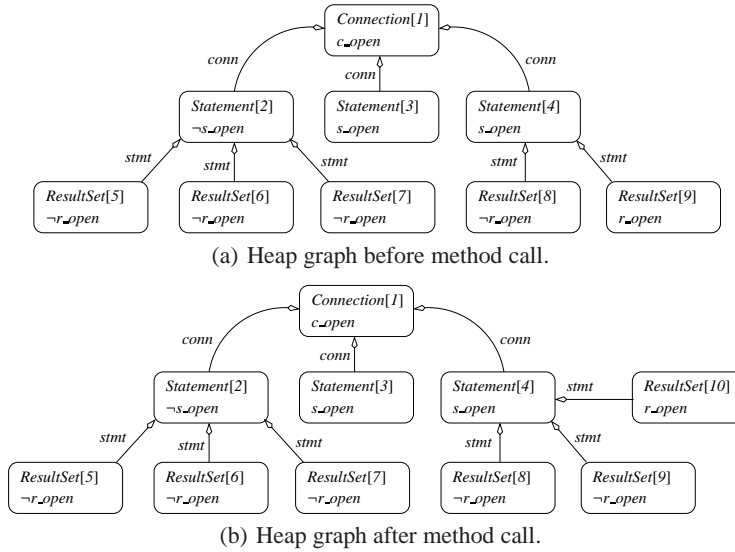 Connection[1]
c_open
conn
conn
conn
Statement[2]
¬s_open
Statement[3]
s_open
Statement[4]
s_open
stmt
stmt
stmt
stmt
stmt
ResultSet[5]
¬r_open
ResultSet[6]
¬r_open
ResultSet[7]
¬r_open
ResultSet[8]
¬r_open
ResultSet[9]
r_open
(a) Heap graph before method call.
Connection[1]
c_open
conn
conn
conn
Statement[2]
¬s_open
Statement[3]
s_open
Statement[4]
s_open
stmt
ResultSet[10]
r_open
stmt
stmt
stmt
stmt
stmt
ResultSet[5]
¬r_open
ResultSet[6]
¬r_open
ResultSet[7]
¬r_open
ResultSet[8]
¬r_open
ResultSet[9]
¬r_open
(b) Heap graph after method call.